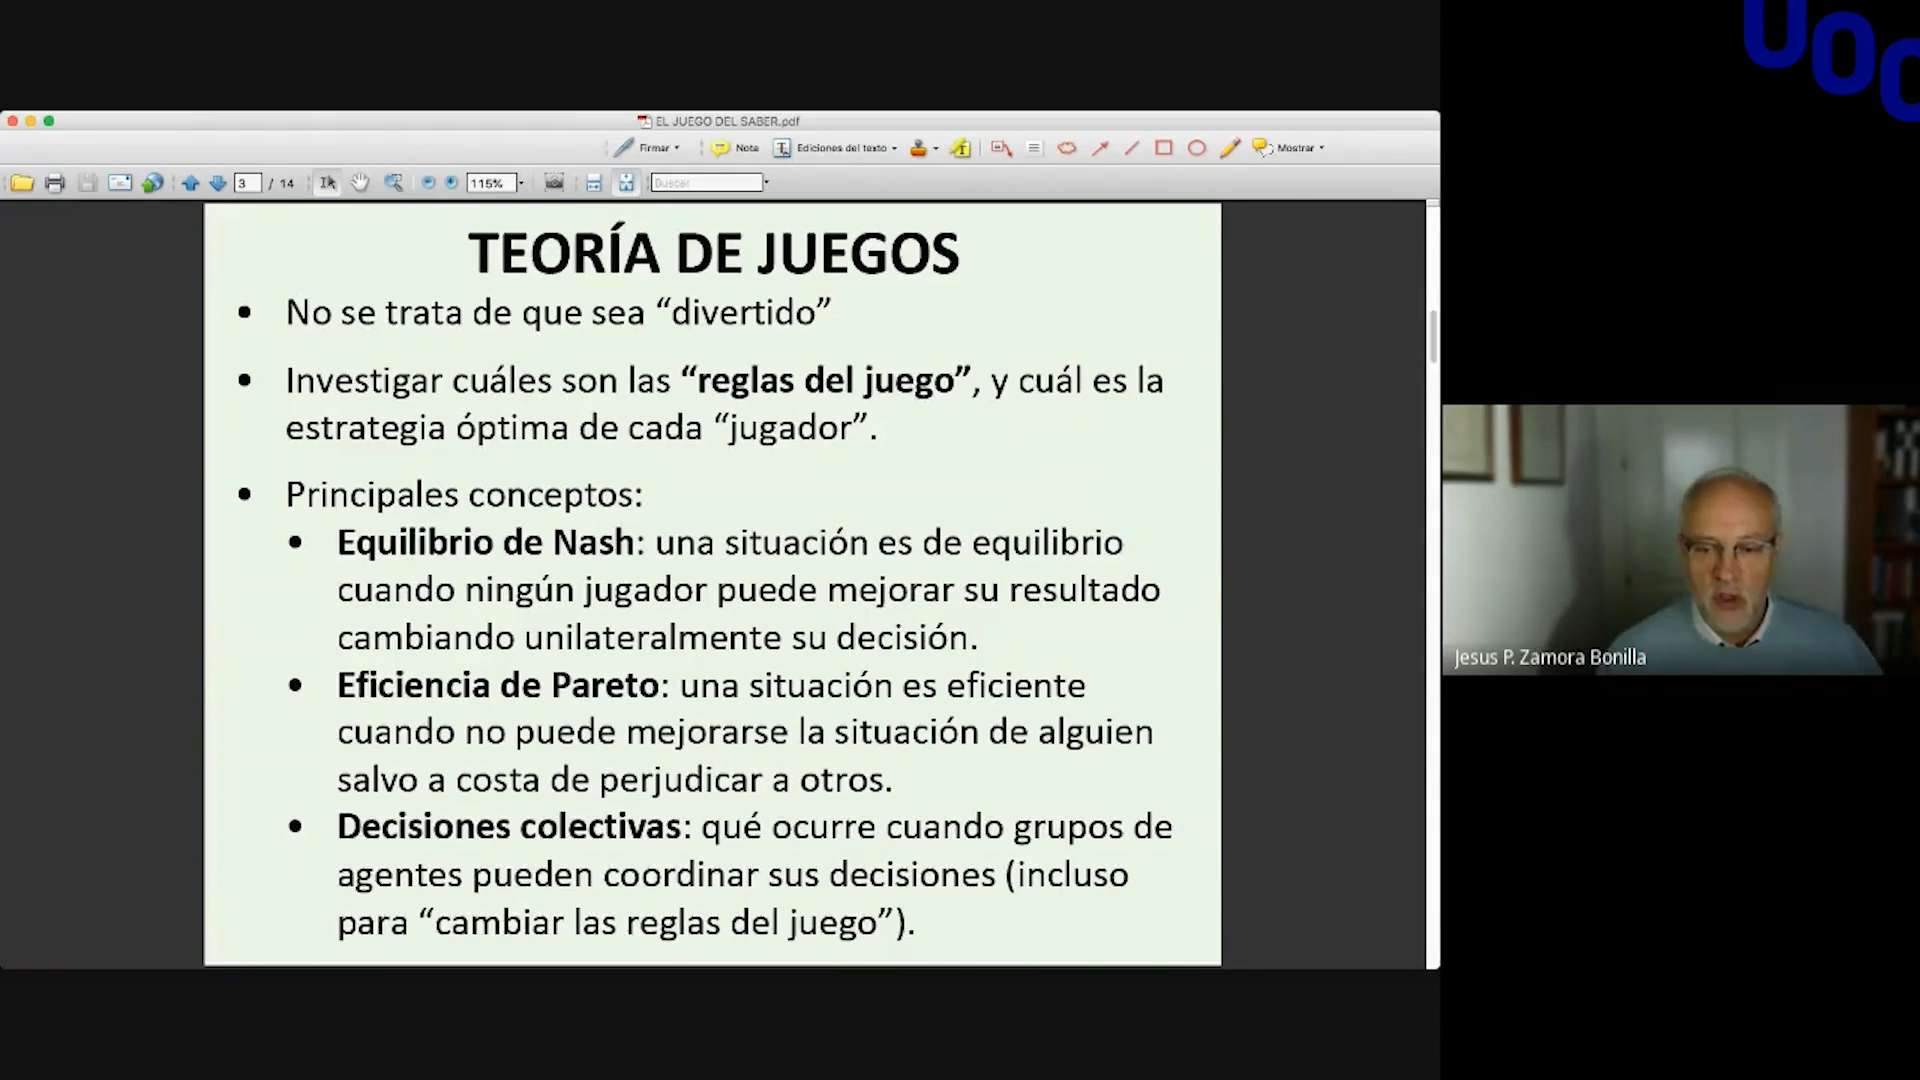 UOC
EL JUEGO DEL SABER.pdf
Firmar
Nota
Ediciones del texto
Mostrar
3 / 14
115%
Buscar
TEORÍA DE JUEGOS
• No se trata de que sea “divertido”
• Investigar cuáles son las “reglas del juego”, y cuál es la
estrategia óptima de cada “jugador”.
• Principales conceptos:
• Equilibrio de Nash: una situación es de equilibrio
cuando ningún jugador puede mejorar su resultado
cambiando unilateralmente su decisión.
• Eficiencia de Pareto: una situación es eficiente
cuando no puede mejorarse la situación de alguien
salvo a costa de perjudicar a otros.
• Decisiones colectivas: qué ocurre cuando grupos de
agentes pueden coordinar sus decisiones (incluso
para “cambiar las reglas del juego”).
Jesus P. Zamora Bonilla